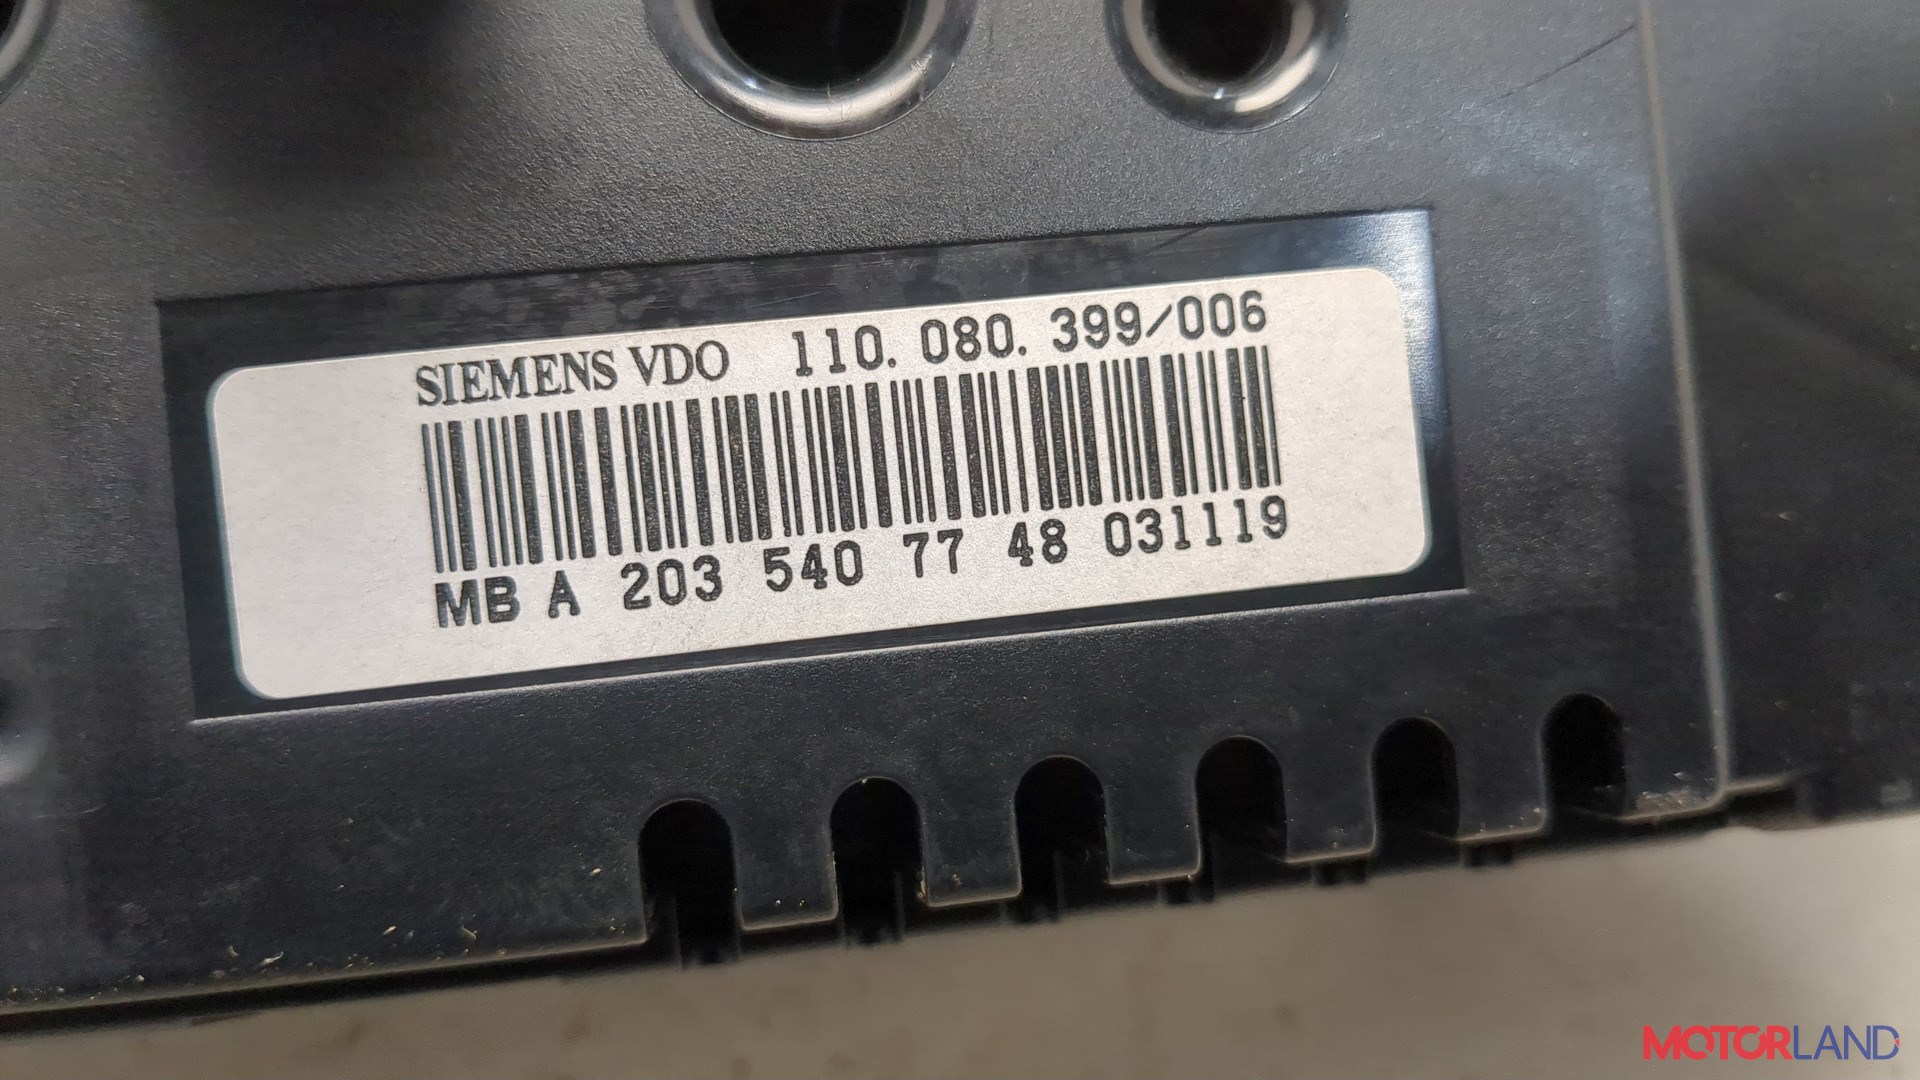 SIEMENS VDO 110.080.399/006
MB A 203 540 77 48 031119
MOTORLAND